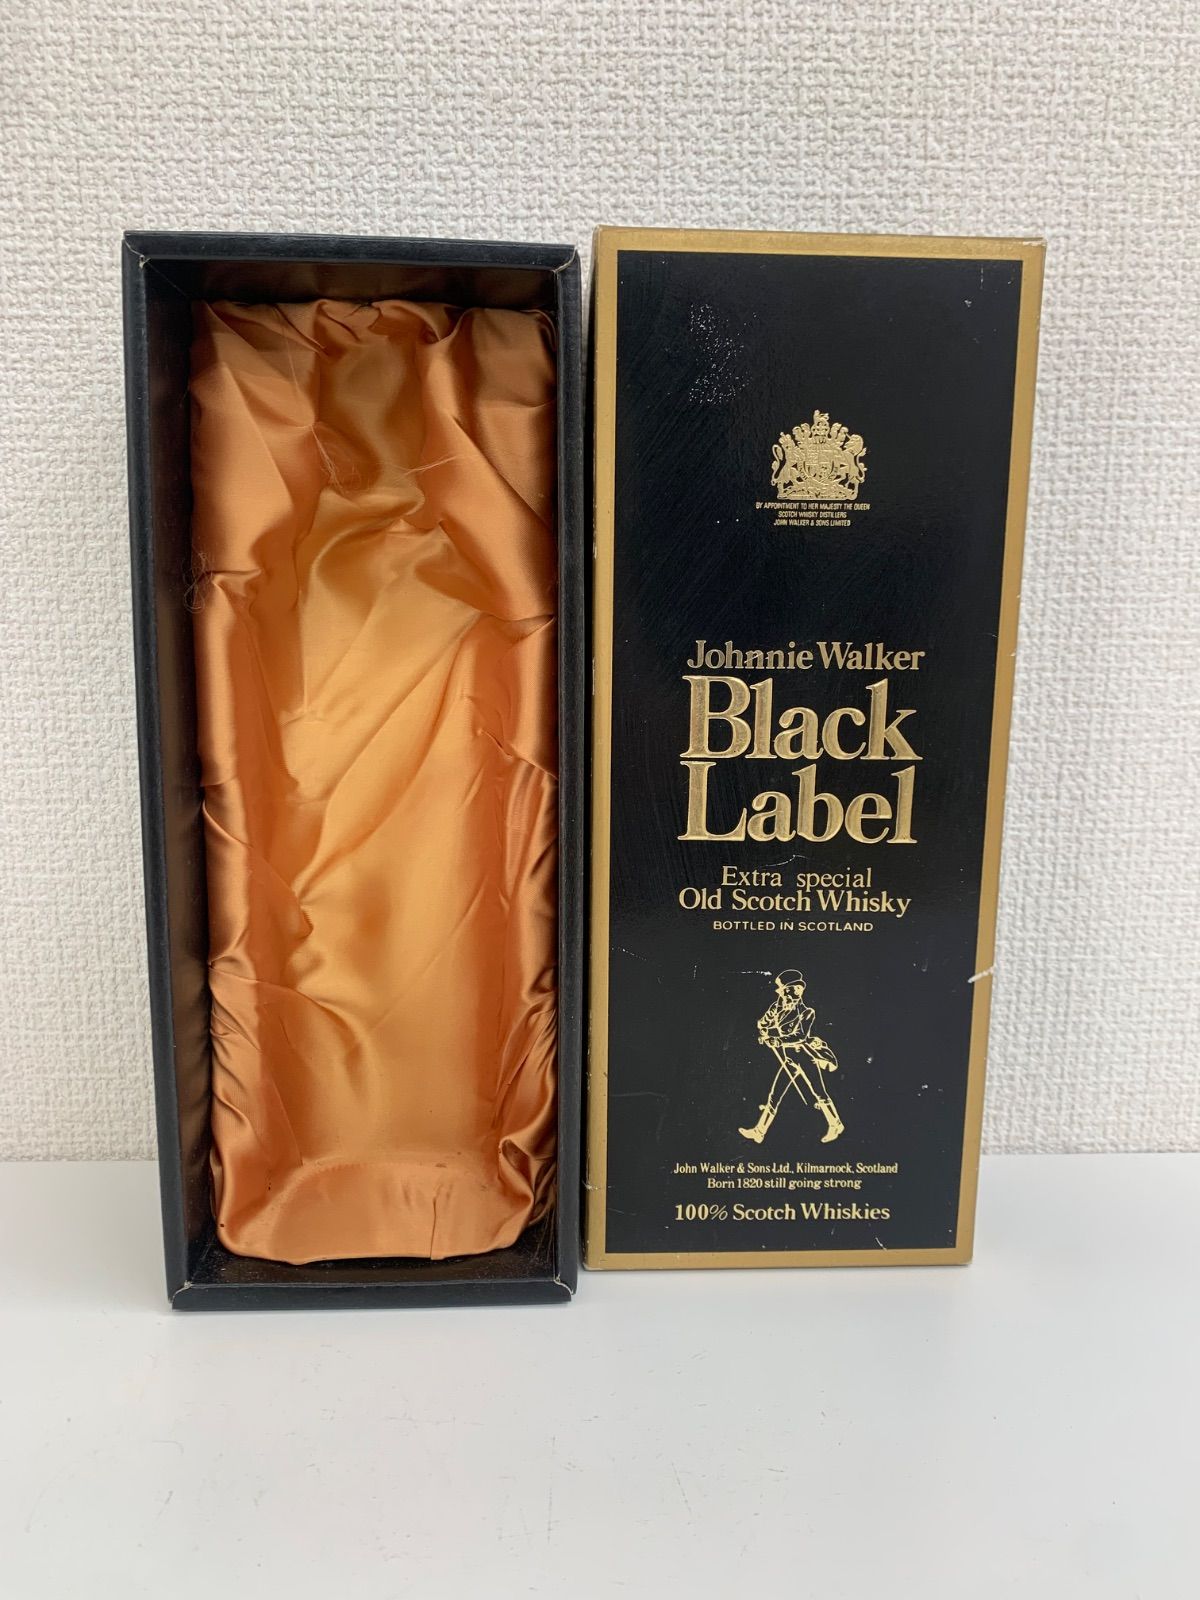 BY APPOINTMENT TO HER MAJESTY THE QUEEN
SCOTCH WHISKY DISTILLERS
JOHN WALKER & SONS LIMITED
Johnnie Walker
Black
Label
Extra special
Old Scotch Whisky
BOTTLED IN SCOTLAND
John Walker & Sons Ltd., Kilmarnock, Scotland
Born 1820 still going strong
100% Scotch Whiskies